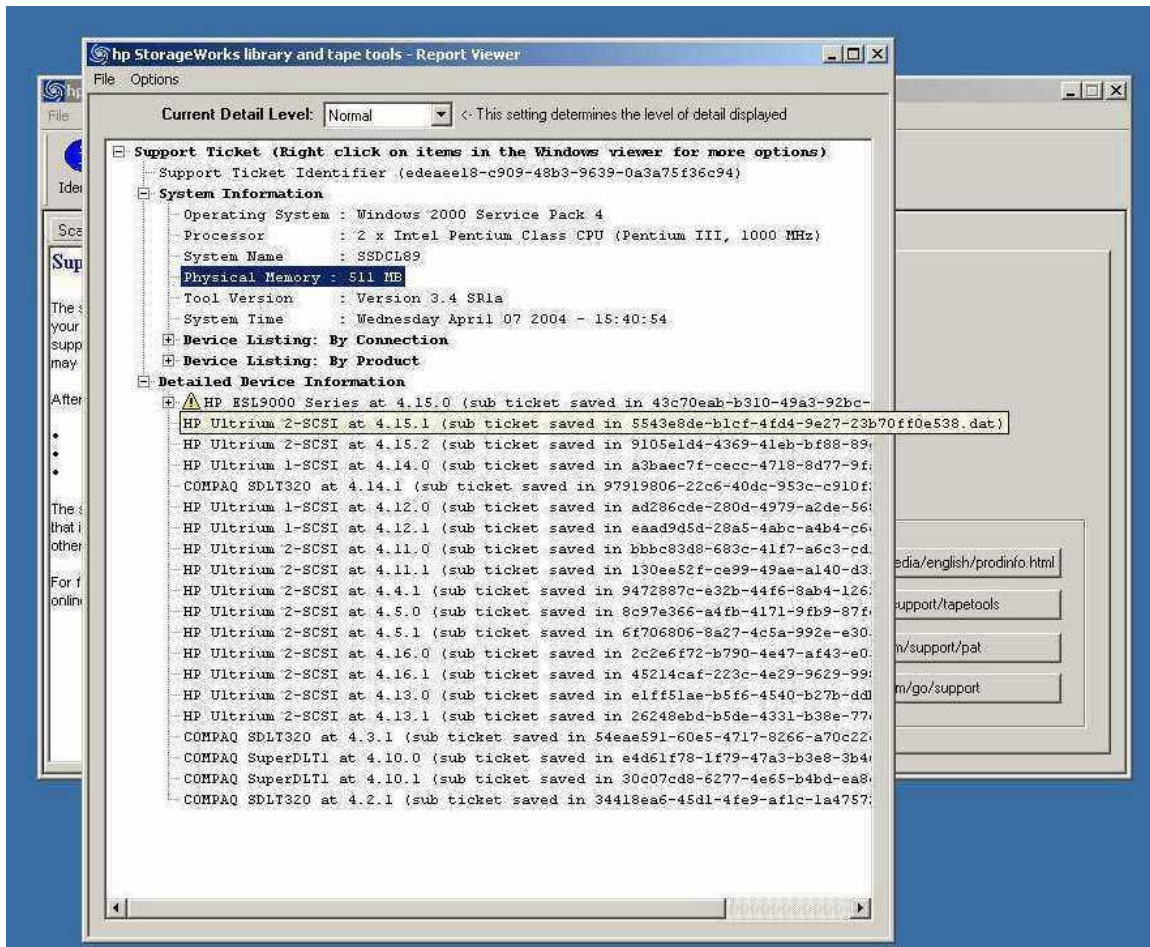 hp StorageWorks library and tape tools - Report Viewer
File Options
Current Detail Level: Normal <- This setting determines the level of detail displayed
Support Ticket (Right click on items in the Windows viewer for more options)
Support Ticket Identifier (edeaee18-c909-48b3-9639-0a3a75f36c94)
System Information
Operating System : Windows 2000 Service Pack 4
Processor : 2 x Intel Pentium Class CPU (Pentium III, 1000 MHz)
System Name : SSDCL89
Physical Memory : 511 MB
Tool Version : Version 3.4 SR1a
System Time : Wednesday April 07 2004 - 15:40:54
Device Listing: By Connection
Device Listing: By Product
Detailed Device Information
HP ESL9000 Series at 4.15.0 (sub ticket saved in 43c70eab-b310-49a3-92bc-
HP Ultrium 2-SCSI at 4.15.1 (sub ticket saved in 5543e8de-b1cf-4fd4-9e27-23b70ff0e538.dat)
HP Ultrium 2-SCSI at 4.15.2 (sub ticket saved in 9105e1d4-4369-41eb-bf88-89
HP Ultrium 1-SCSI at 4.14.0 (sub ticket saved in a3baec7f-cecc-4718-8d77-9f
COMPAQ SDLT320 at 4.14.1 (sub ticket saved in 97919806-22c6-40dc-953c-c910f
HP Ultrium 1-SCSI at 4.12.0 (sub ticket saved in ad286cde-280d-4979-a2de-56
HP Ultrium 1-SCSI at 4.12.1 (sub ticket saved in eaad9d5d-28a5-4abc-a4b4-c6
HP Ultrium 2-SCSI at 4.11.0 (sub ticket saved in bbbc83d8-683c-41f7-a6c3-cd
HP Ultrium 2-SCSI at 4.11.1 (sub ticket saved in 130ee52f-ce99-49ae-a140-d3
HP Ultrium 2-SCSI at 4.4.1 (sub ticket saved in 9472887c-e32b-44f6-8ab4-126
HP Ultrium 2-SCSI at 4.5.0 (sub ticket saved in 8c97e366-a4fb-4171-9fb9-87f
HP Ultrium 2-SCSI at 4.5.1 (sub ticket saved in 6f706806-8a27-4c5a-992e-e30
HP Ultrium 2-SCSI at 4.16.0 (sub ticket saved in 2c2e6f72-b790-4e47-af43-e0
HP Ultrium 2-SCSI at 4.16.1 (sub ticket saved in 45214caf-223c-4e29-9629-99
HP Ultrium 2-SCSI at 4.13.0 (sub ticket saved in e1ff51ae-b5f6-4540-b27b-dd
HP Ultrium 2-SCSI at 4.13.1 (sub ticket saved in 26248ebd-b5de-4331-b38e-77
COMPAQ SDLT320 at 4.3.1 (sub ticket saved in 54eae591-60e5-4717-8266-a70c22
COMPAQ SuperDLT1 at 4.10.0 (sub ticket saved in e4d61f78-1f79-47a3-b3e8-3b4
COMPAQ SuperDLT1 at 4.10.1 (sub ticket saved in 30c07cd8-6277-4e65-b4bd-ea8
COMPAQ SDLT320 at 4.2.1 (sub ticket saved in 34418ea6-45d1-4fe9-af1c-1a4757
hp
File
Iden
Sca
Sup
The s
your
supp
may
After
The s
that i
other
For f
onlin
edia/english/prodinfo.html
upport/tapetools
m/support/pat
m/go/support